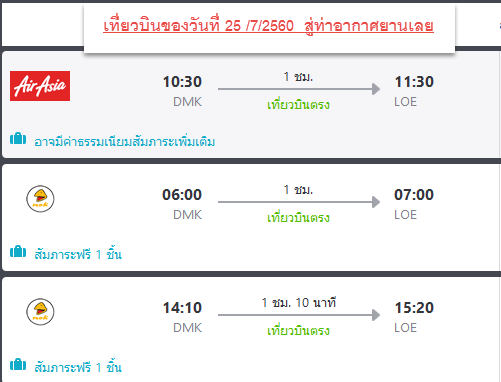 เที่ยวบินของวันที่ 25 /7/2560 สู่ท่าอากาศยานเลย
AirAsia
10:30 1 ชม. 11:30
DMK เที่ยวบินตรง LOE
อาจมีค่าธรรมเนียมสัมภาระเพิ่มเติม
06:00 1 ชม. 07:00
DMK เที่ยวบินตรง LOE
สัมภาระฟรี 1 ชิ้น
14:10 1 ชม. 10 นาที 15:20
DMK เที่ยวบินตรง LOE
สัมภาระฟรี 1 ชิ้น